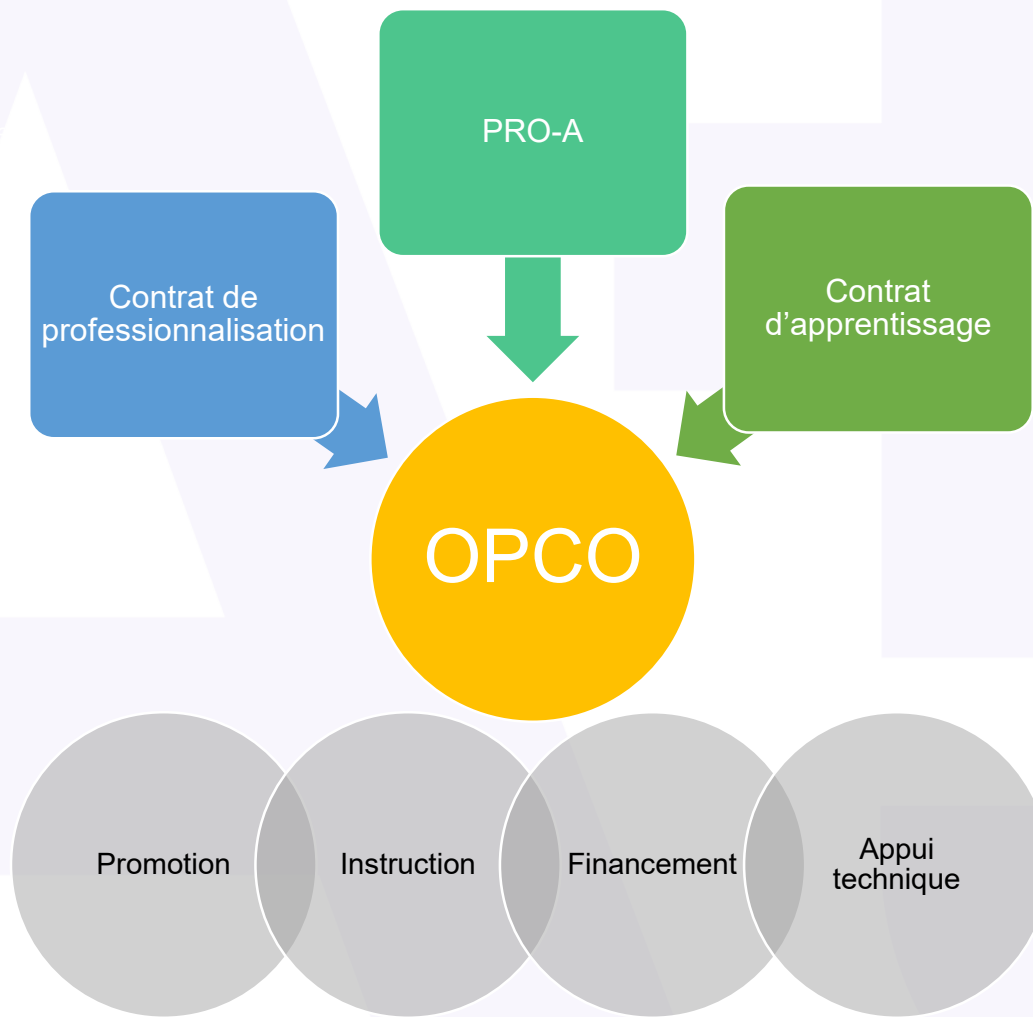 PRO-A
Contrat de
professionnalisation
Contrat
d’apprentissage
OPCO
Promotion
Instruction
Financement
Appui
technique